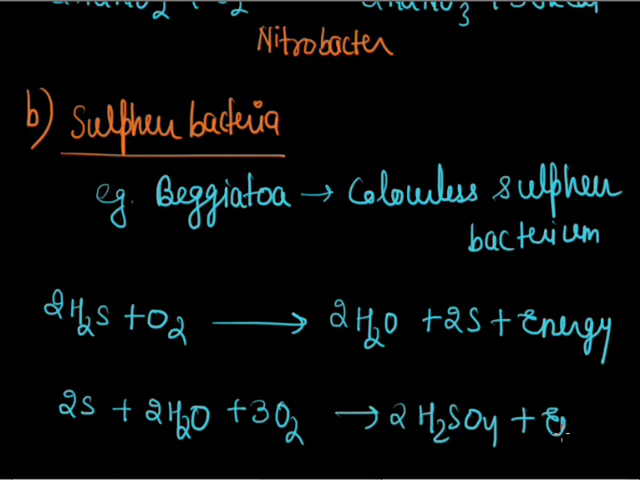 Nitrobacter
b) Sulphur bacteria
eg. Beggiatoa → Colourless sulphur
bacterium
2H₂S + O₂ → 2H₂O + 2S + Energy
2S + 2H₂O + 3O₂ → 2H₂SO₄ + E